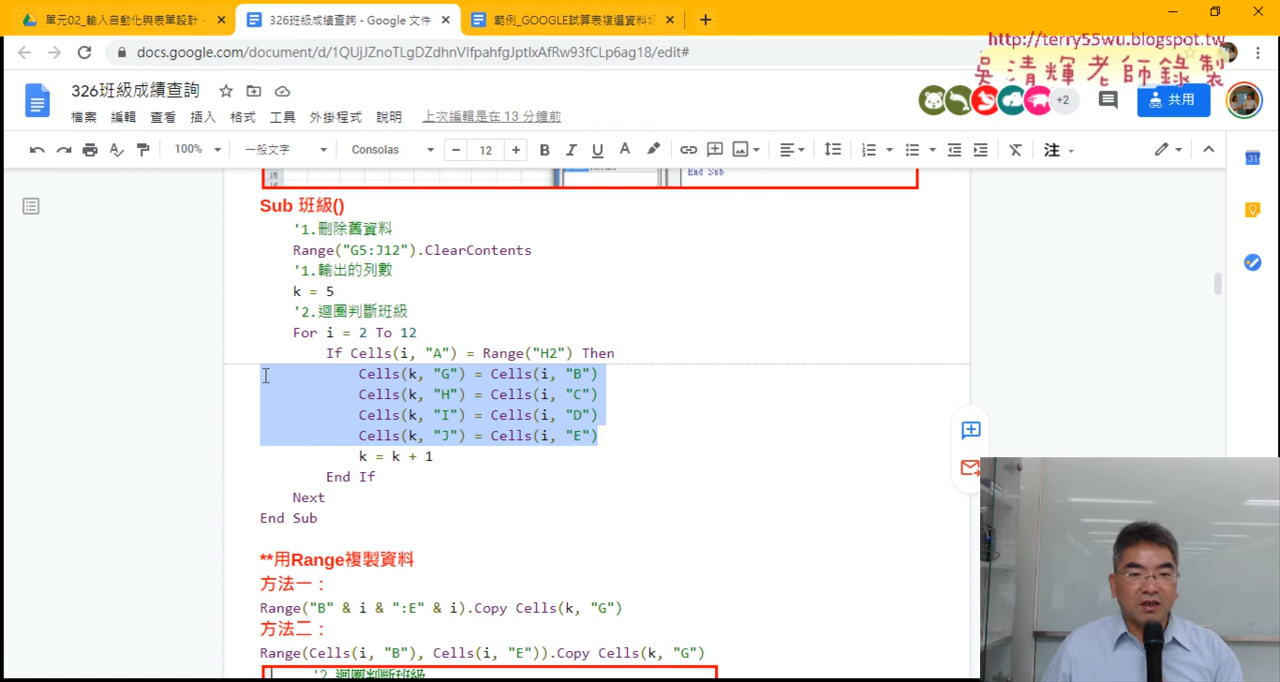 單元02_輸入自動化與表單設計 -
326班級成績查詢 - Google 文件
範例_GOOGLE試算表複選資料
docs.google.com/document/d/1QUjJZnoTLgDZdhnVIfpahfgJptlxAfRw93fCLp6ag18/edit#
http://terry55wu.blogspot.tw
吳清輝老師錄製
326班級成績查詢
檔案 編輯 查看 插入 格式 工具 外掛程式 說明 上次編輯是在 13 分鐘前
+2
共用
100% 一般文字 Consolas 12 B I U A 注
15
End Sub
31
Sub 班級()
'1.刪除舊資料
Range("G5:J12").ClearContents
'1.輸出的列數
k = 5
'2.迴圈判斷班級
For i = 2 To 12
If Cells(i, "A") = Range("H2") Then
Cells(k, "G") = Cells(i, "B")
Cells(k, "H") = Cells(i, "C")
Cells(k, "I") = Cells(i, "D")
Cells(k, "J") = Cells(i, "E")
k = k + 1
End If
Next
End Sub
**用Range複製資料
方法一：
Range("B" & i & ":E" & i).Copy Cells(k, "G")
方法二：
Range(Cells(i, "B"), Cells(i, "E")).Copy Cells(k, "G")
'2.迴圈判斷班級